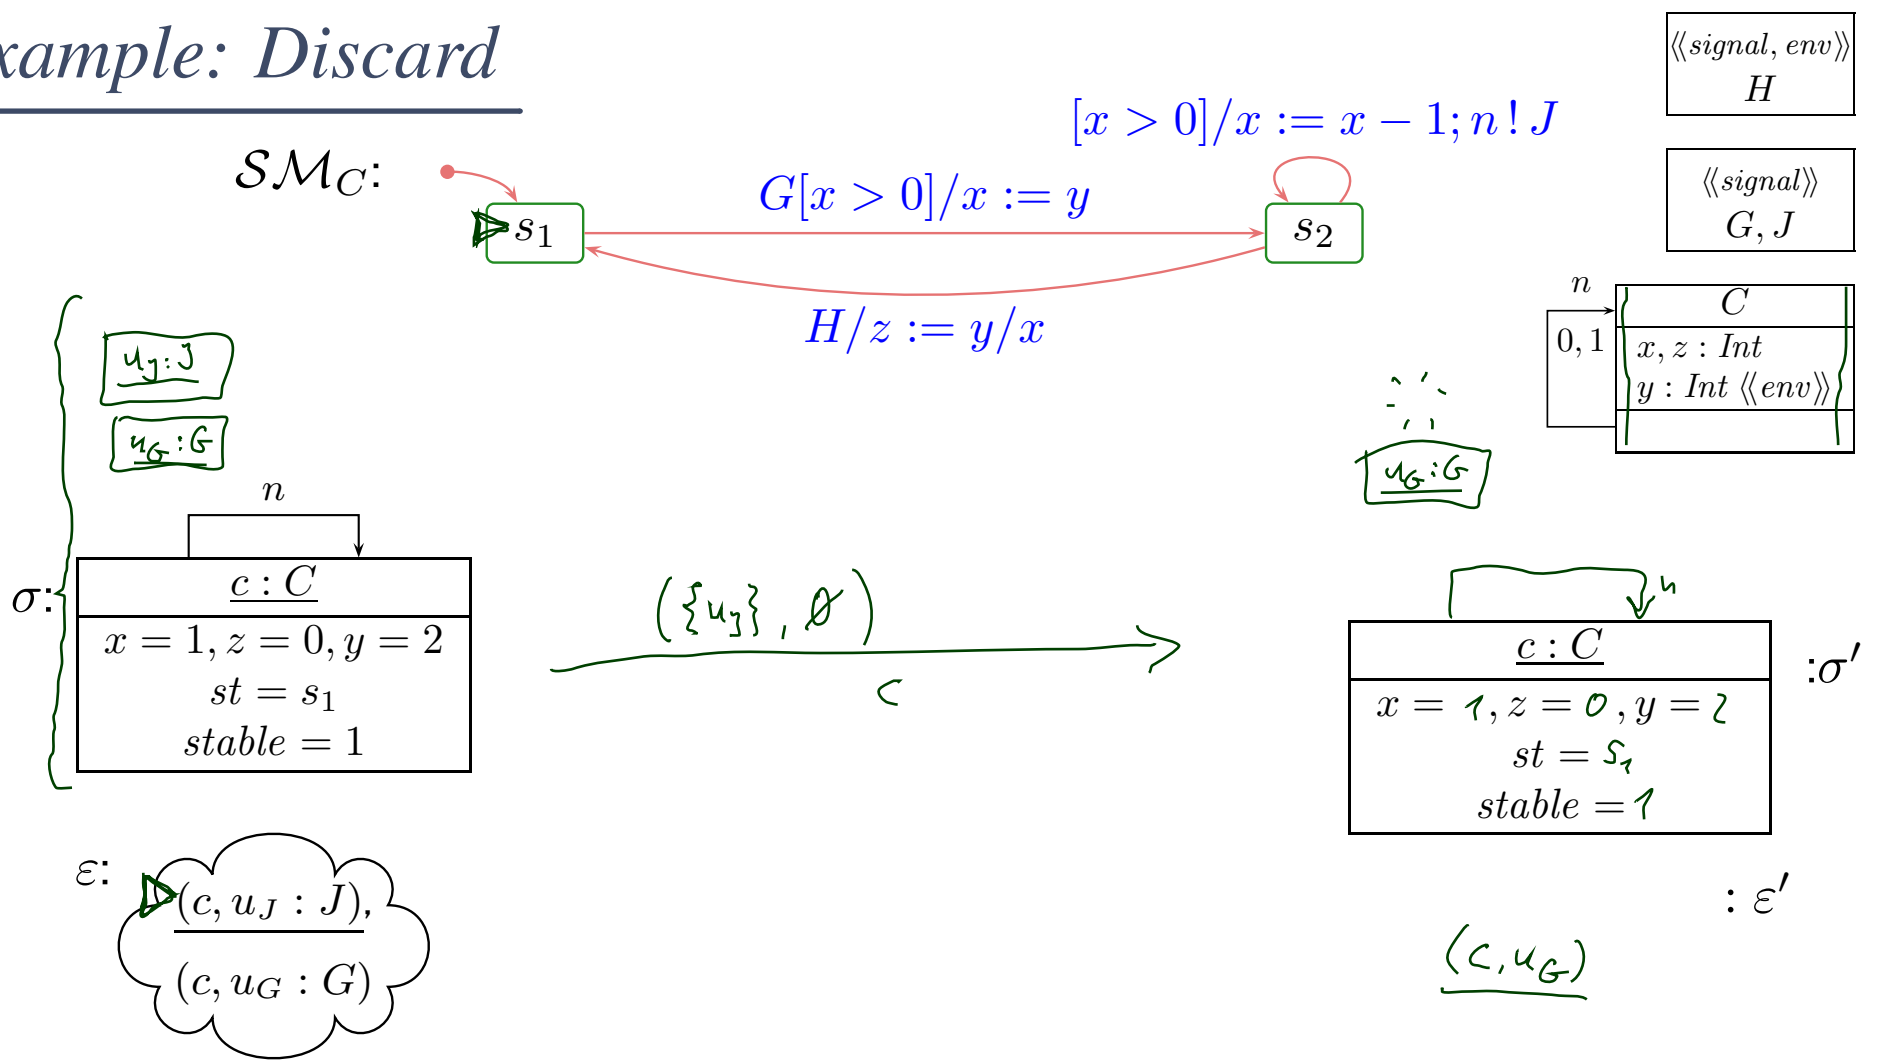 xample: Discard
⟪signal, env⟫
H
[x > 0]/x := x − 1; n ! J
SM_C:
G[x > 0]/x := y
⟪signal⟫
G, J
s₁
s₂
n
C
0, 1
x, z : Int
y : Int ⟪env⟫
H/z := y/x
u_J : J
u_G : G
u_G : G
n
σ:
c : C
x = 1, z = 0, y = 2
st = s₁
stable = 1
({u_J}, ∅)
c
n
c : C
:σ′
x = 1, z = 0, y = 2
st = s₁
stable = 1
ε:
(c, u_J : J),
(c, u_G : G)
: ε′
(c, u_G)